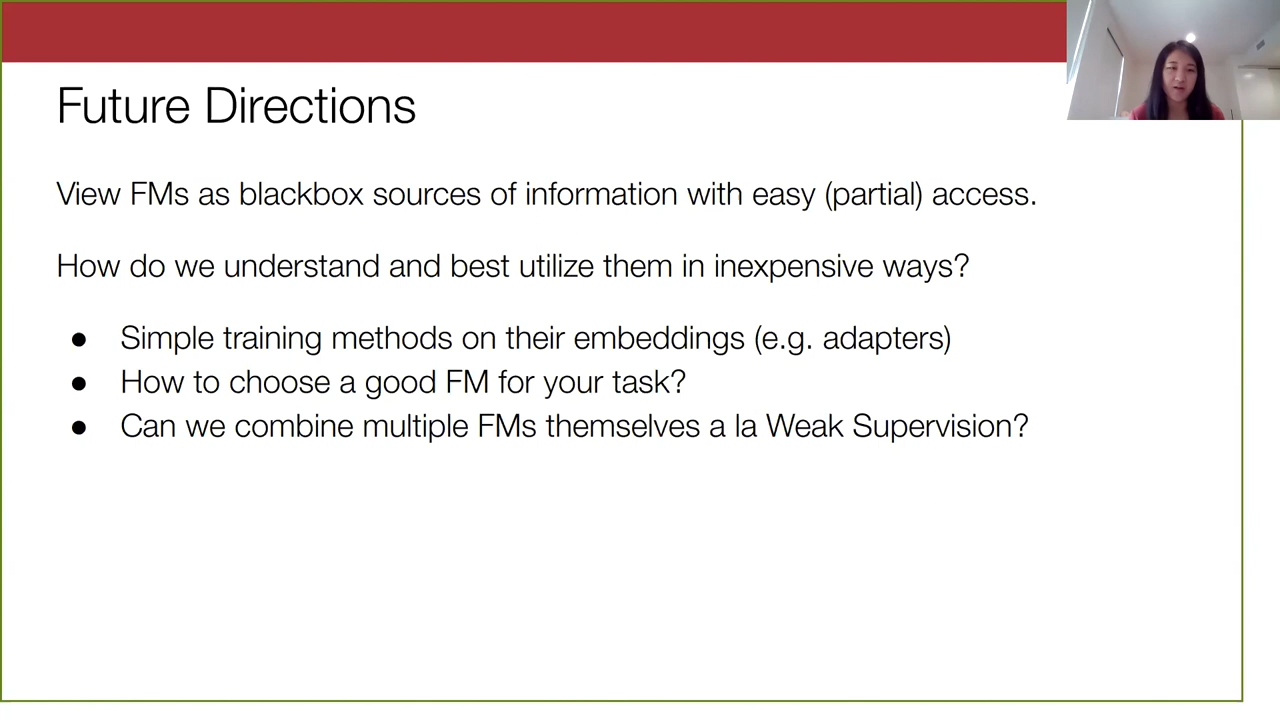 Future Directions
View FMs as blackbox sources of information with easy (partial) access.
How do we understand and best utilize them in inexpensive ways?
● Simple training methods on their embeddings (e.g. adapters)
● How to choose a good FM for your task?
● Can we combine multiple FMs themselves a la Weak Supervision?